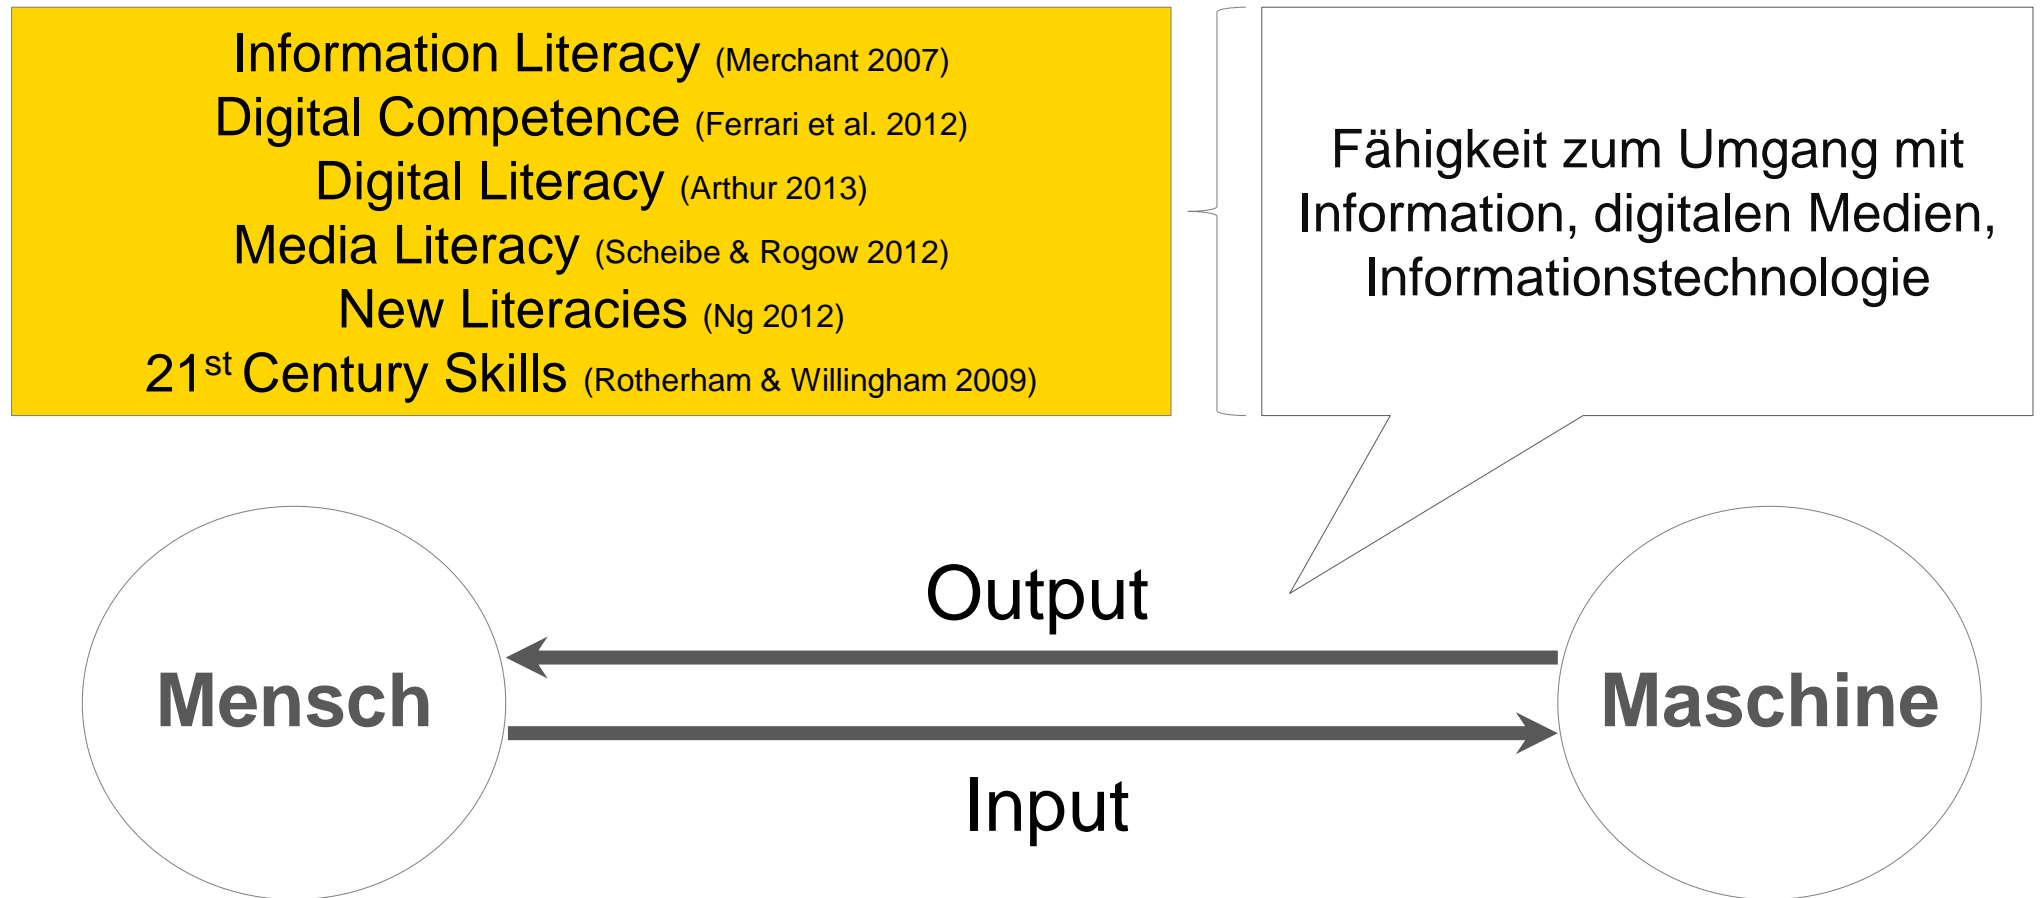 Information Literacy (Merchant 2007)
Digital Competence (Ferrari et al. 2012)
Digital Literacy (Arthur 2013)
Media Literacy (Scheibe & Rogow 2012)
New Literacies (Ng 2012)
21st Century Skills (Rotherham & Willingham 2009)
Fähigkeit zum Umgang mit
Information, digitalen Medien,
Informationstechnologie
Output
Mensch
Maschine
Input